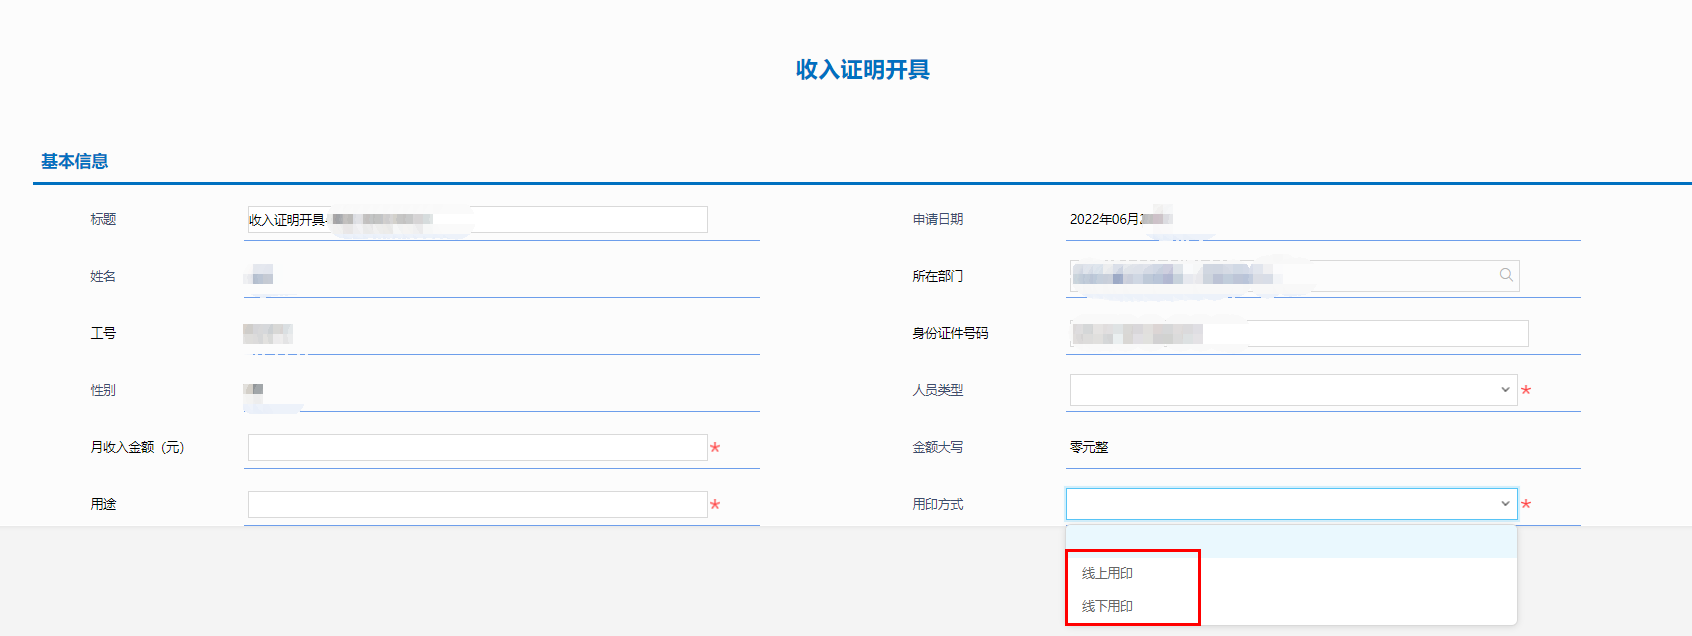 收入证明开具
基本信息
标题 收入证明开具- 申请日期 2022年06月
姓名 所在部门
工号 身份证件号码
性别 人员类型 *
月收入金额（元） * 金额大写 零元整
用途 * 用印方式 *
线上用印
线下用印